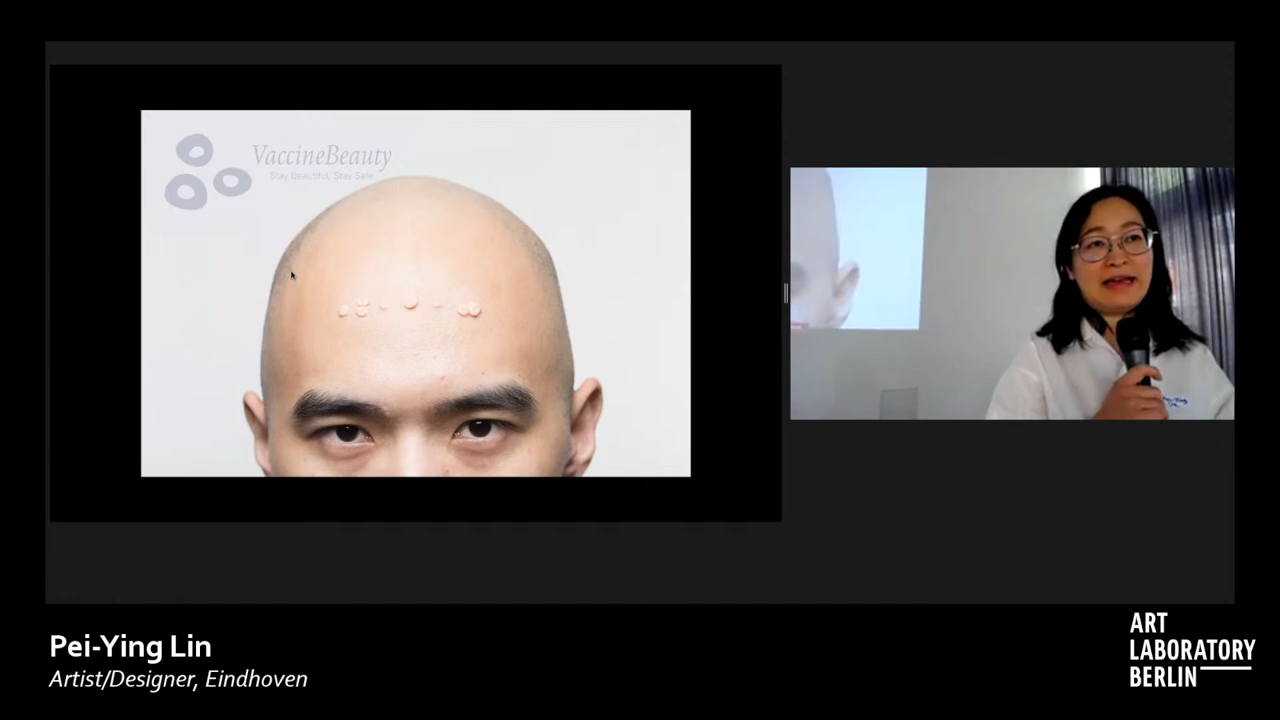 VaccineBeauty
Stay Beautiful, Stay Safe
Pei-Ying Lin
Artist/Designer, Eindhoven
ART
LABORATORY
BERLIN